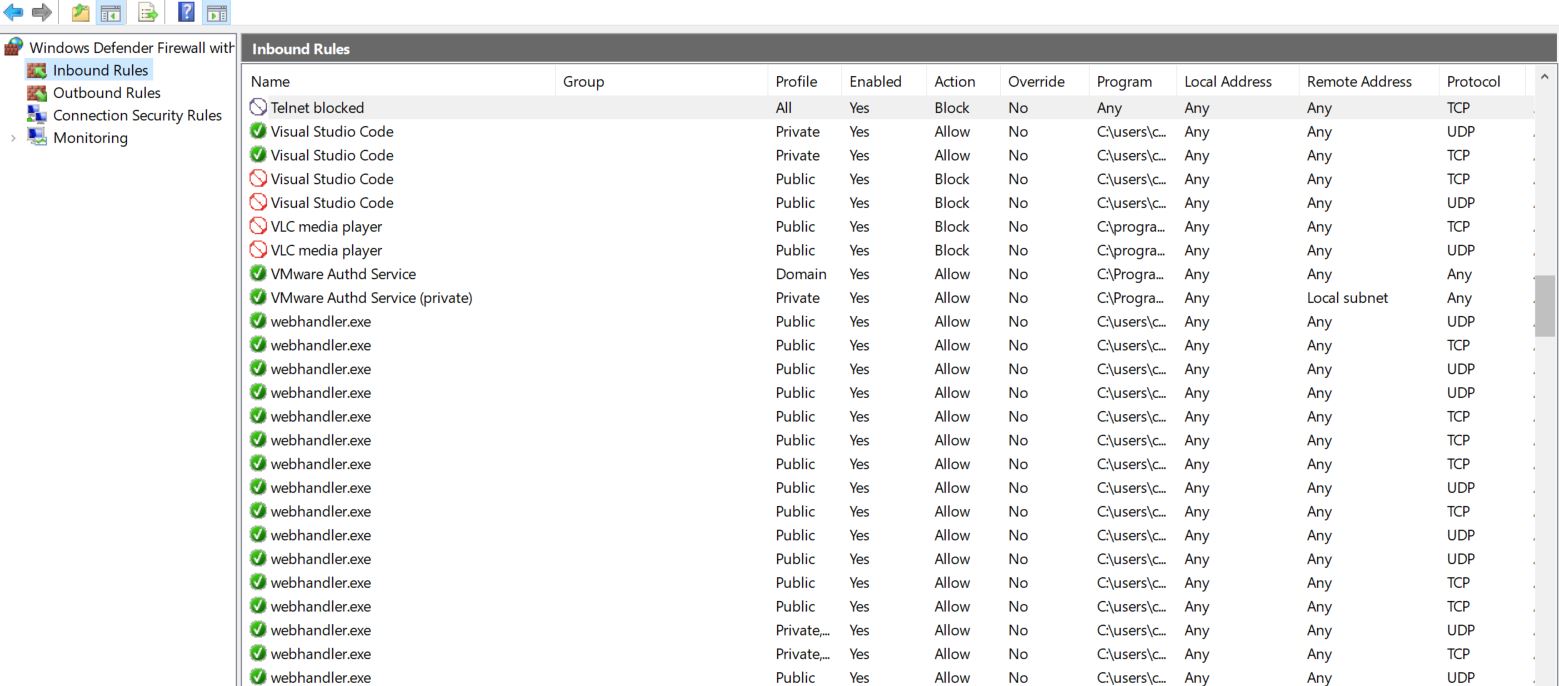 Windows Defender Firewall with
Inbound Rules
Outbound Rules
Connection Security Rules
Monitoring
Inbound Rules
Name Group Profile Enabled Action Override Program Local Address Remote Address Protocol
Telnet blocked All Yes Block No Any Any Any TCP
Visual Studio Code Private Yes Allow No C:\users\c... Any Any UDP
Visual Studio Code Private Yes Allow No C:\users\c... Any Any TCP
Visual Studio Code Public Yes Block No C:\users\c... Any Any TCP
Visual Studio Code Public Yes Block No C:\users\c... Any Any UDP
VLC media player Public Yes Block No C:\progra... Any Any TCP
VLC media player Public Yes Block No C:\progra... Any Any UDP
VMware Authd Service Domain Yes Allow No C:\Progra... Any Any Any
VMware Authd Service (private) Private Yes Allow No C:\Progra... Any Local subnet Any
webhandler.exe Public Yes Allow No C:\users\c... Any Any UDP
webhandler.exe Public Yes Allow No C:\users\c... Any Any TCP
webhandler.exe Public Yes Allow No C:\users\c... Any Any UDP
webhandler.exe Public Yes Allow No C:\users\c... Any Any UDP
webhandler.exe Public Yes Allow No C:\users\c... Any Any TCP
webhandler.exe Public Yes Allow No C:\users\c... Any Any TCP
webhandler.exe Public Yes Allow No C:\users\c... Any Any TCP
webhandler.exe Public Yes Allow No C:\users\c... Any Any UDP
webhandler.exe Public Yes Allow No C:\users\c... Any Any TCP
webhandler.exe Public Yes Allow No C:\users\c... Any Any UDP
webhandler.exe Public Yes Allow No C:\users\c... Any Any UDP
webhandler.exe Public Yes Allow No C:\users\c... Any Any TCP
webhandler.exe Public Yes Allow No C:\users\c... Any Any TCP
webhandler.exe Private,... Yes Allow No C:\users\c... Any Any UDP
webhandler.exe Private,... Yes Allow No C:\users\c... Any Any TCP
webhandler.exe Public Yes Allow No C:\users\c... Any Any UDP